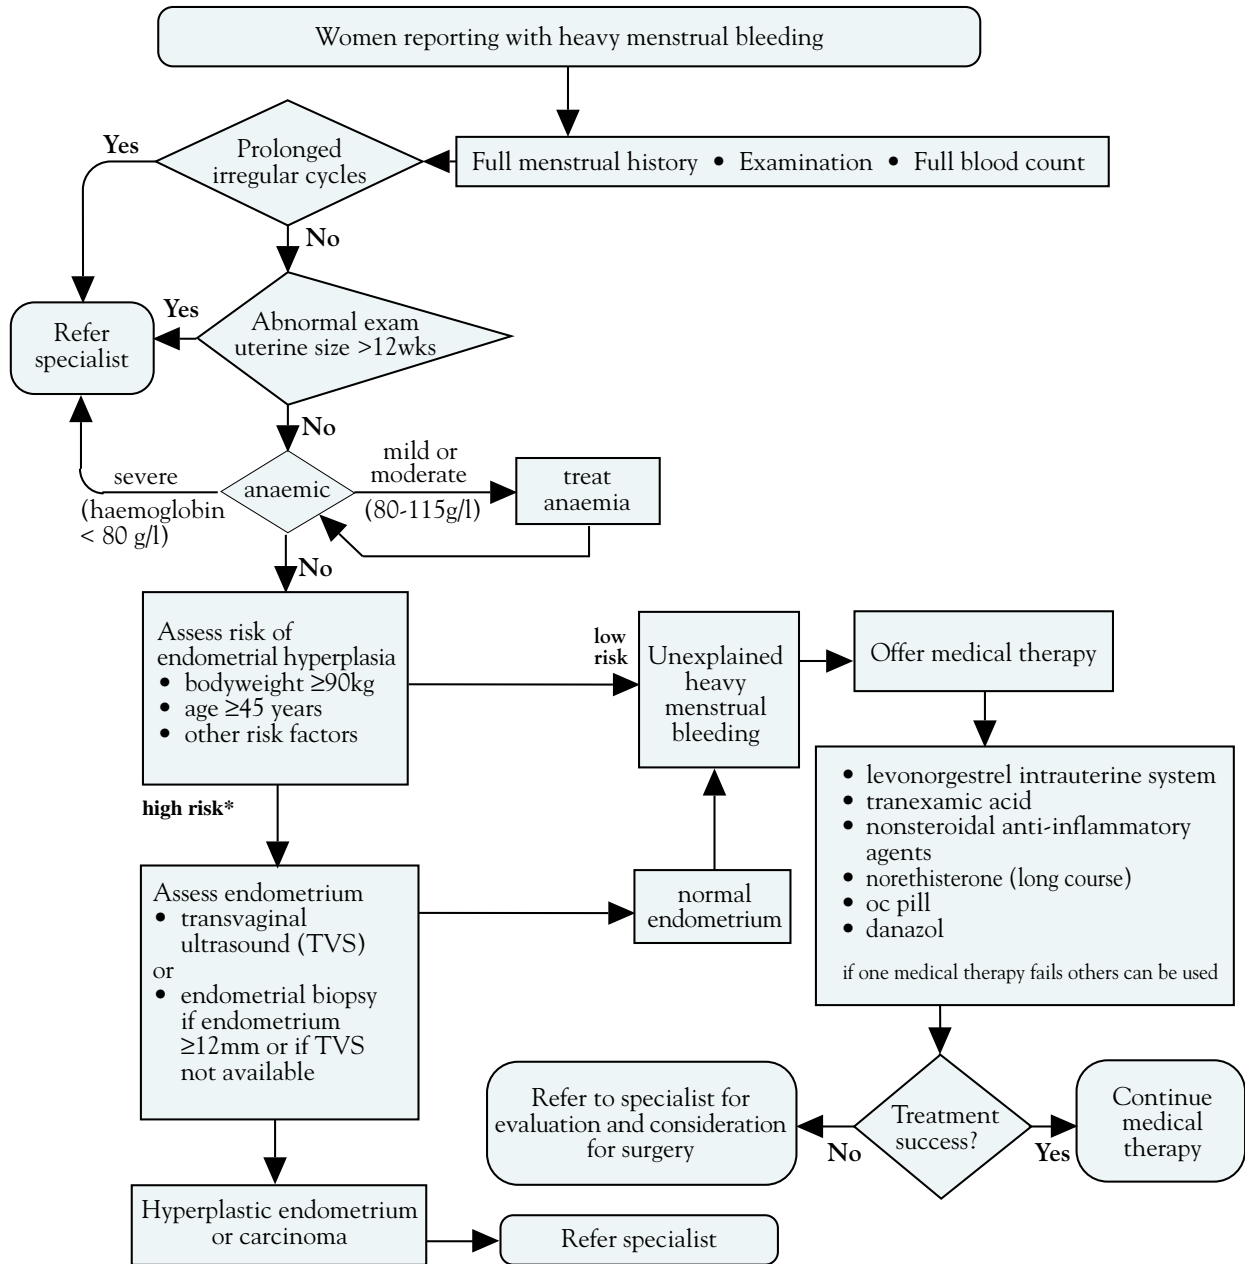 Women reporting with heavy menstrual bleeding
Full menstrual history • Examination • Full blood count
Prolonged
irregular cycles
Yes
No
Abnormal exam
uterine size >12wks
Yes
Refer
specialist
No
anaemic
severe
(haemoglobin
< 80 g/l)
mild or
moderate
(80-115g/l)
treat
anaemia
No
Assess risk of
endometrial hyperplasia
• bodyweight ≥90kg
• age ≥45 years
• other risk factors
low
risk
Unexplained
heavy
menstrual
bleeding
Offer medical therapy
• levonorgestrel intrauterine system
• tranexamic acid
• nonsteroidal anti-inflammatory
agents
• norethisterone (long course)
• oc pill
• danazol
if one medical therapy fails others can be used
high risk*
Assess endometrium
• transvaginal
ultrasound (TVS)
or
• endometrial biopsy
if endometrium
≥12mm or if TVS
not available
normal
endometrium
Treatment
success?
No
Yes
Refer to specialist for
evaluation and consideration
for surgery
Continue
medical
therapy
Hyperplastic endometrium
or carcinoma
Refer specialist